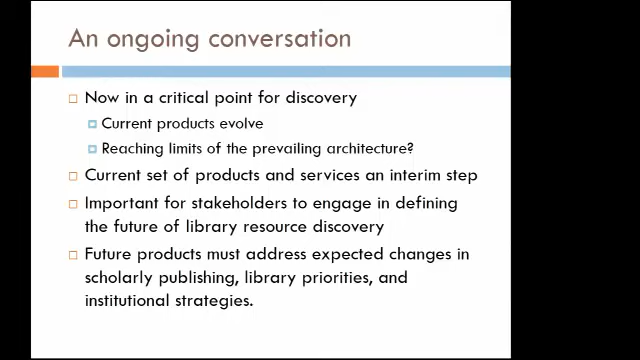 An ongoing conversation
Now in a critical point for discovery
Current products evolve
Reaching limits of the prevailing architecture?
Current set of products and services an interim step
Important for stakeholders to engage in defining
the future of library resource discovery
Future products must address expected changes in
scholarly publishing, library priorities, and
institutional strategies.